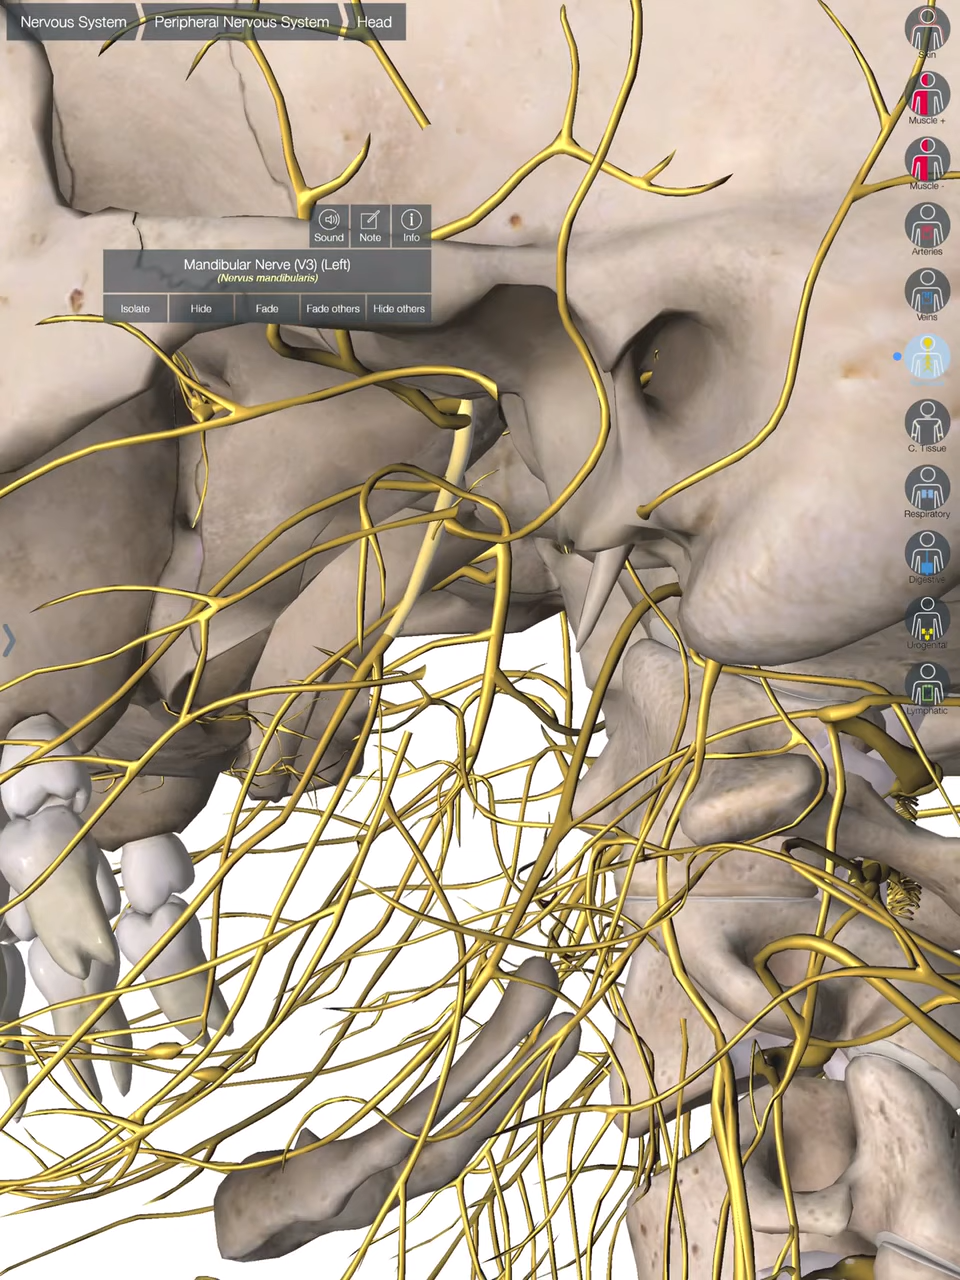 Nervous System Peripheral Nervous System Head
Skin
Muscle +
Muscle -
Sound Note Info
Arteries
Mandibular Nerve (V3) (Left)
(Nervus mandibularis)
Isolate Hide Fade Fade others Hide others
Veins
C. Tissue
Respiratory
Digestive
Urogenital
Lymphatic